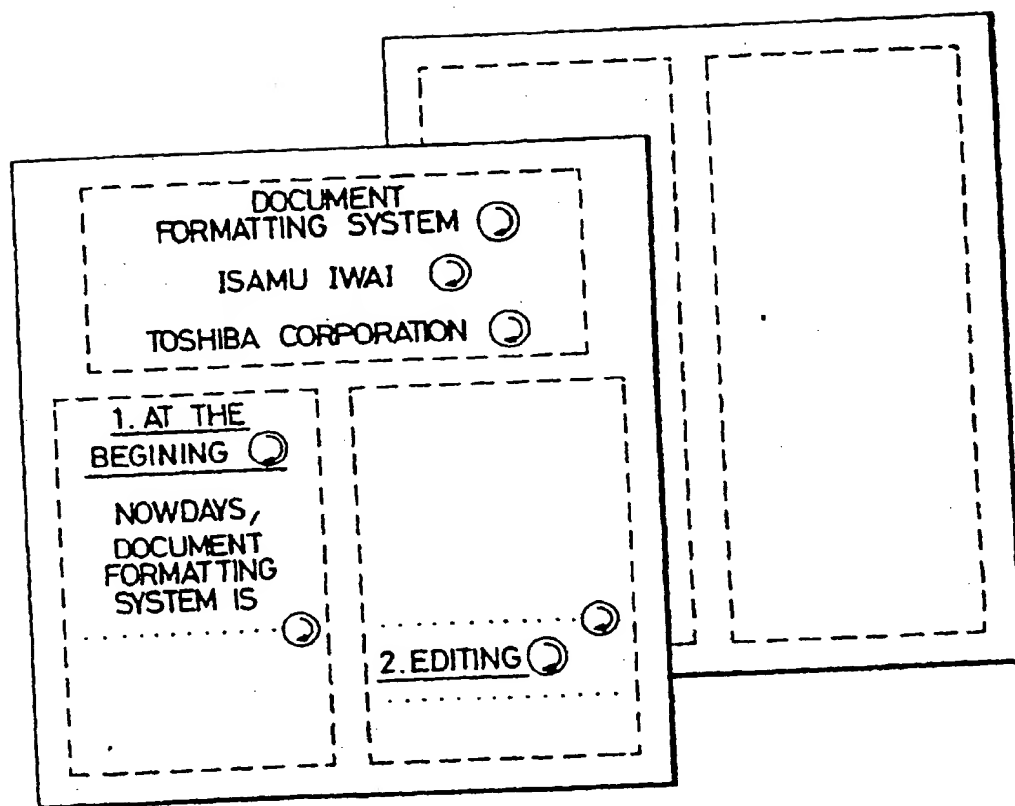 DOCUMENT
FORMATTING SYSTEM
ISAMU IWAI
TOSHIBA CORPORATION
1. AT THE
BEGINING
NOWDAYS,
DOCUMENT
FORMATTING
SYSTEM IS
..................
..................
2. EDITING
..................